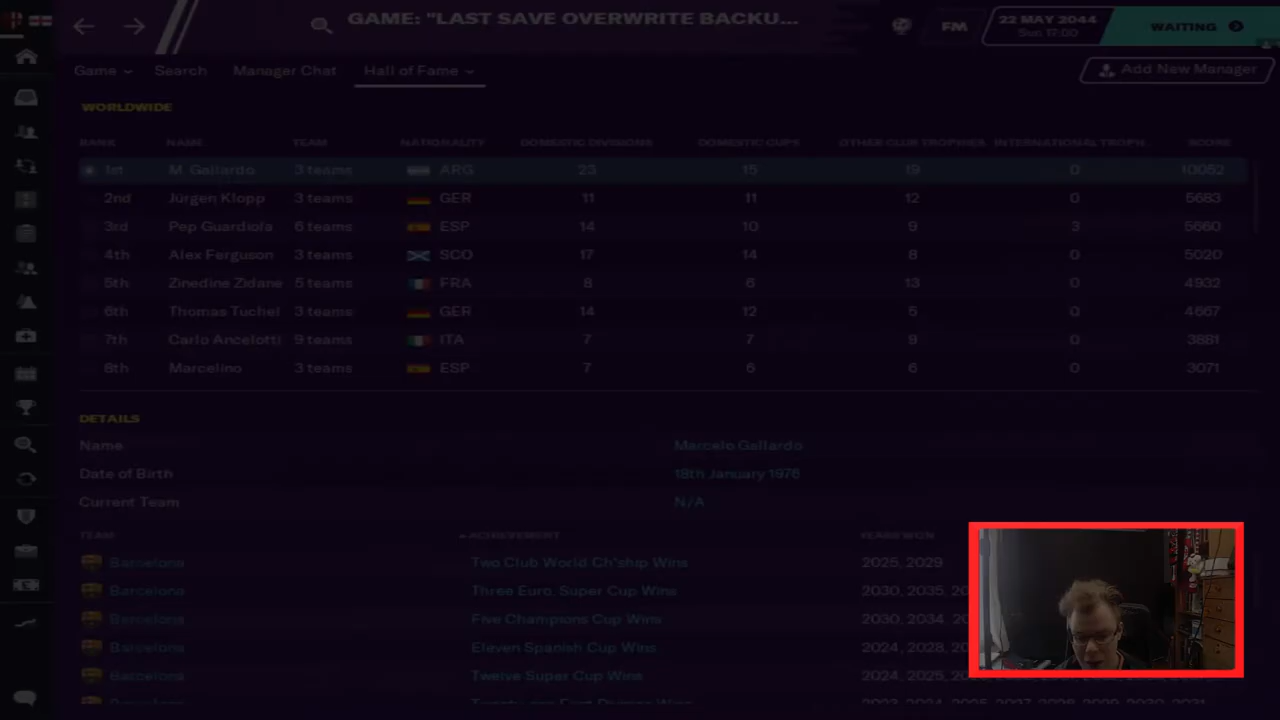 GAME: "LAST SAVE OVERWRITE BACKU...
FM
22 MAY 2044
Sun 17:00
WAITING
Game
Search
Manager Chat
Hall of Fame
Add New Manager
WORLDWIDE
RANK NAME TEAM NATIONALITY DOMESTIC DIVISIONS DOMESTIC CUPS OTHER CLUB TROPHIES INTERNATIONAL TROPH... SCORE
1st M. Gallardo 3 teams ARG 23 15 19 0 10052
2nd Jürgen Klopp 3 teams GER 11 11 12 0 5683
3rd Pep Guardiola 6 teams ESP 14 10 9 3 5660
4th Alex Ferguson 3 teams SCO 17 14 8 0 5020
5th Zinedine Zidane 5 teams FRA 8 6 13 0 4932
6th Thomas Tuchel 3 teams GER 14 12 5 0 4667
7th Carlo Ancelotti 9 teams ITA 7 7 9 0 3881
8th Marcelino 3 teams ESP 7 6 6 0 3071
DETAILS
Name Marcelo Gallardo
Date of Birth 18th January 1976
Current Team N/A
TEAM ACHIEVEMENT YEARS WON
Barcelona Two Club World Ch'ship Wins 2025, 2029
Barcelona Three Euro. Super Cup Wins 2030, 2035, 20
Barcelona Five Champions Cup Wins 2030, 2034, 20
Barcelona Eleven Spanish Cup Wins 2024, 2028,
Barcelona Twelve Super Cup Wins 2024, 2025,
Barcelona